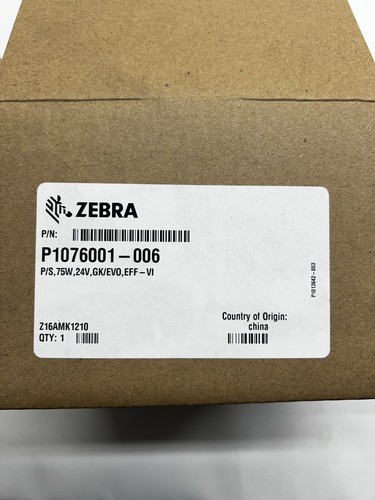 ZEBRA
P/N:
P1076001-006
P/S,75W,24V,GK/EVO,EFF-VI
P1013642-003
Z16AMK1210
QTY: 1
Country of Origin:
china